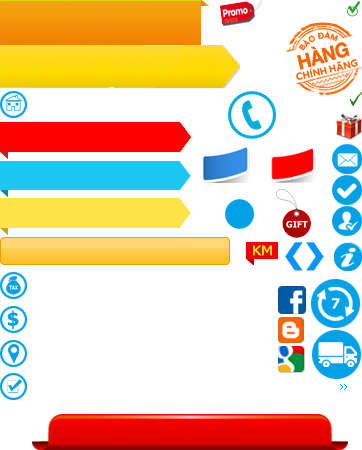 Promo
BẢO ĐẢM
HÀNG
CHÍNH HÃNG
GIFT
KM
TAX
$
7